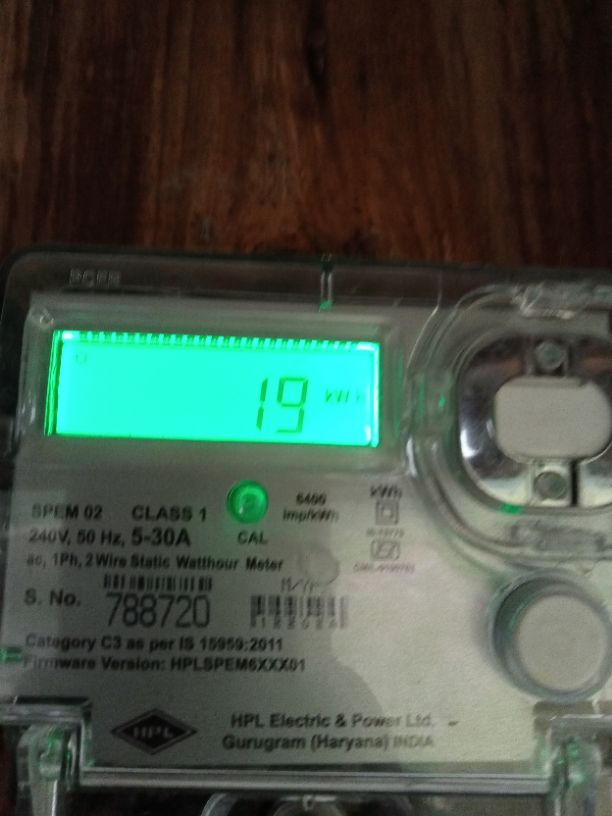 19 kWh
SPEM 02 CLASS 1
6400 imp/kWh
kWh
240V, 50 Hz, 5-30A
CAL
ac, 1Ph, 2 Wire Static Watthour Meter
S. No. 788720
Category C3 as per IS 15959:2011
Firmware Version: HPLSPEM6XXX01
HPL
HPL Electric & Power Ltd.
Gurugram (Haryana) INDIA